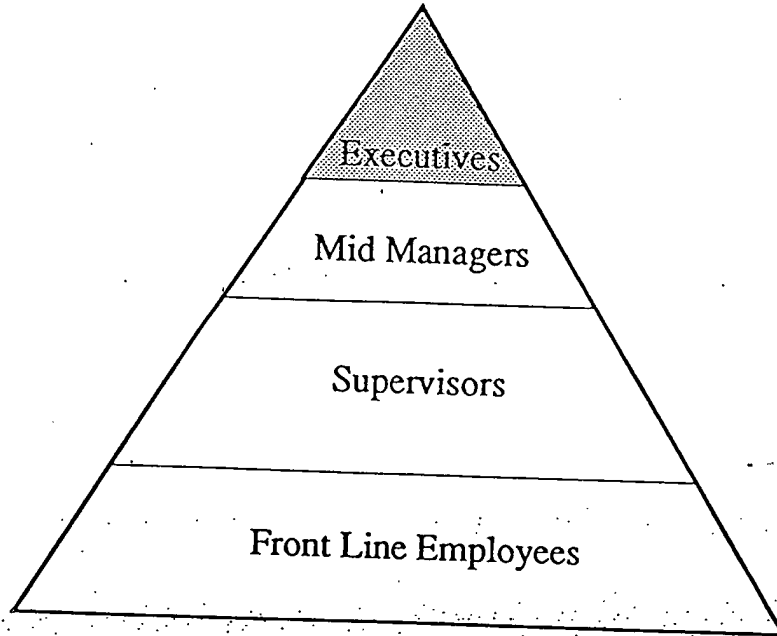 Executives
Mid Managers
Supervisors
Front Line Employees